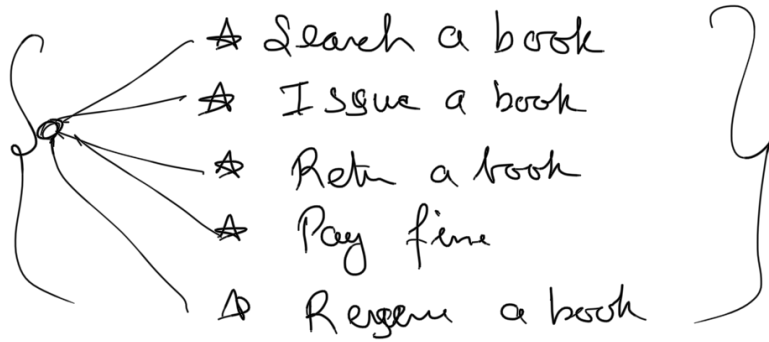 Search a book
Issue a book
Retn a book
Pay fine
a book